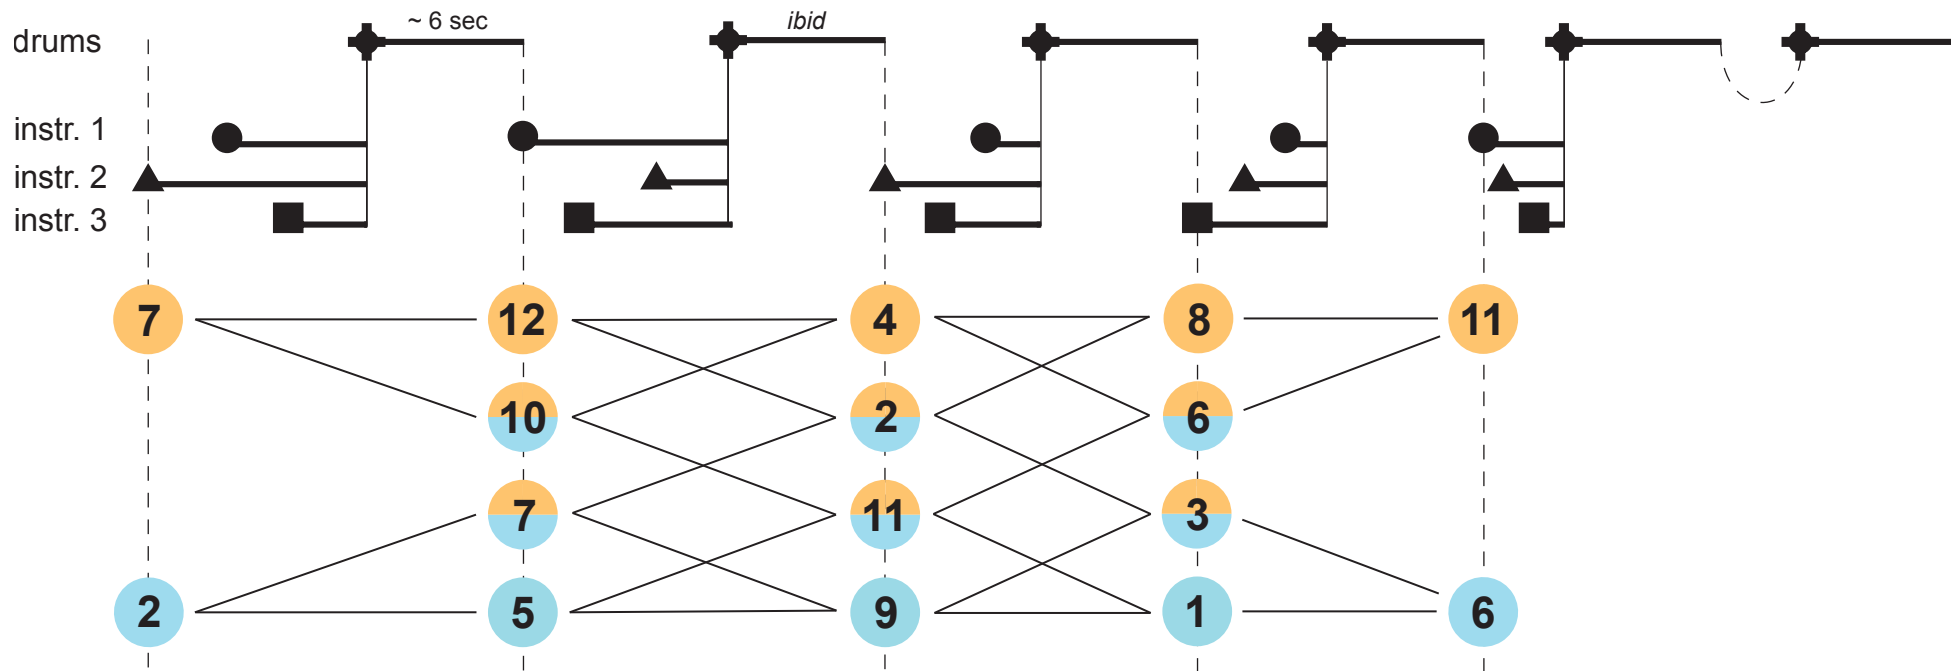 ~ 6 sec
ibid
drums
instr. 1
instr. 2
instr. 3
7 12 4 8 11
10 2 6
7 11 3
2 5 9 1 6